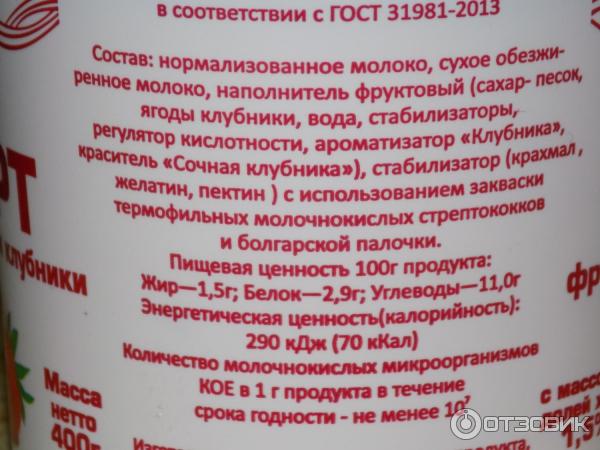 в соответствии с ГОСТ 31981-2013
Состав: нормализованное молоко, сухое обезжи-
ренное молоко, наполнитель фруктовый (сахар- песок,
ягоды клубники, вода, стабилизаторы,
регулятор кислотности, ароматизатор «Клубника»,
краситель «Сочная клубника»), стабилизатор (крахмал ,
желатин, пектин ) с использованием закваски
термофильных молочнокислых стрептококков
и болгарской палочки.
Пищевая ценность 100г продукта:
Жир—1,5г; Белок—2,9г; Углеводы—11,0г
Энергетическая ценность(калорийность):
290 кДж (70 кКал)
Количество молочнокислых микроорганизмов
КОЕ в 1 г продукта в течение
срока годности - не менее 10⁷
РТ
клубники
Масса
нетто
400г
фр
с масс
1,5%
ОТЗОВИК